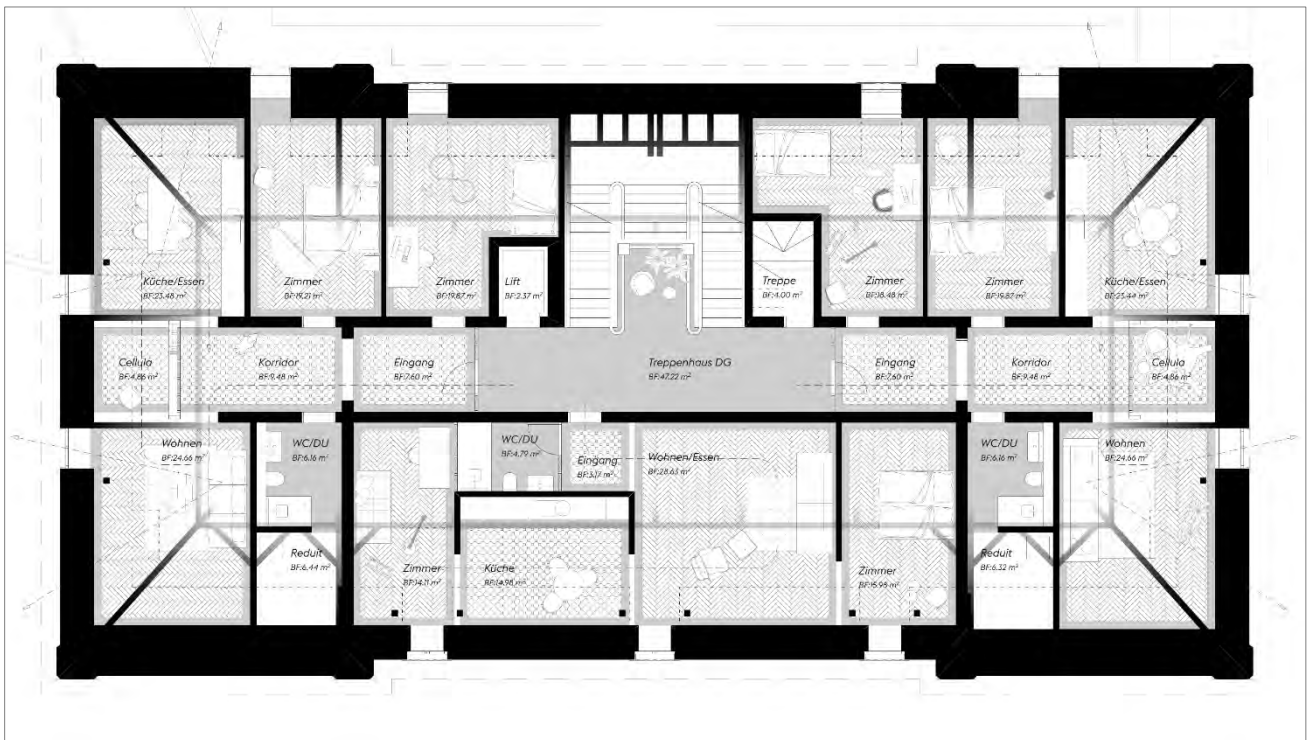 Küche/Essen
BF:23.48 m²
Zimmer
BF:19.21 m²
Zimmer
BF:19.87 m²
Lift
BF:2.37 m²
Treppe
BF:4.00 m²
Zimmer
BF:18.48 m²
Zimmer
BF:19.87 m²
Küche/Essen
BF:23.44 m²
Cellula
BF:4.86 m²
Korridor
BF:9.48 m²
Eingang
BF:7.60 m²
Treppenhaus DG
BF:47.22 m²
Eingang
BF:7.60 m²
Korridor
BF:9.48 m²
Cellula
BF:4.86 m²
Wohnen
BF:24.66 m²
WC/DU
BF:6.16 m²
WC/DU
BF:4.79 m²
Eingang
BF:3.17 m²
Wohnen/Essen
BF:28.63 m²
WC/DU
BF:6.16 m²
Wohnen
BF:24.66 m²
Reduit
BF:6.44 m²
Zimmer
BF:14.11 m²
Küche
BF:14.98 m²
Zimmer
BF:15.95 m²
Reduit
BF:6.32 m²